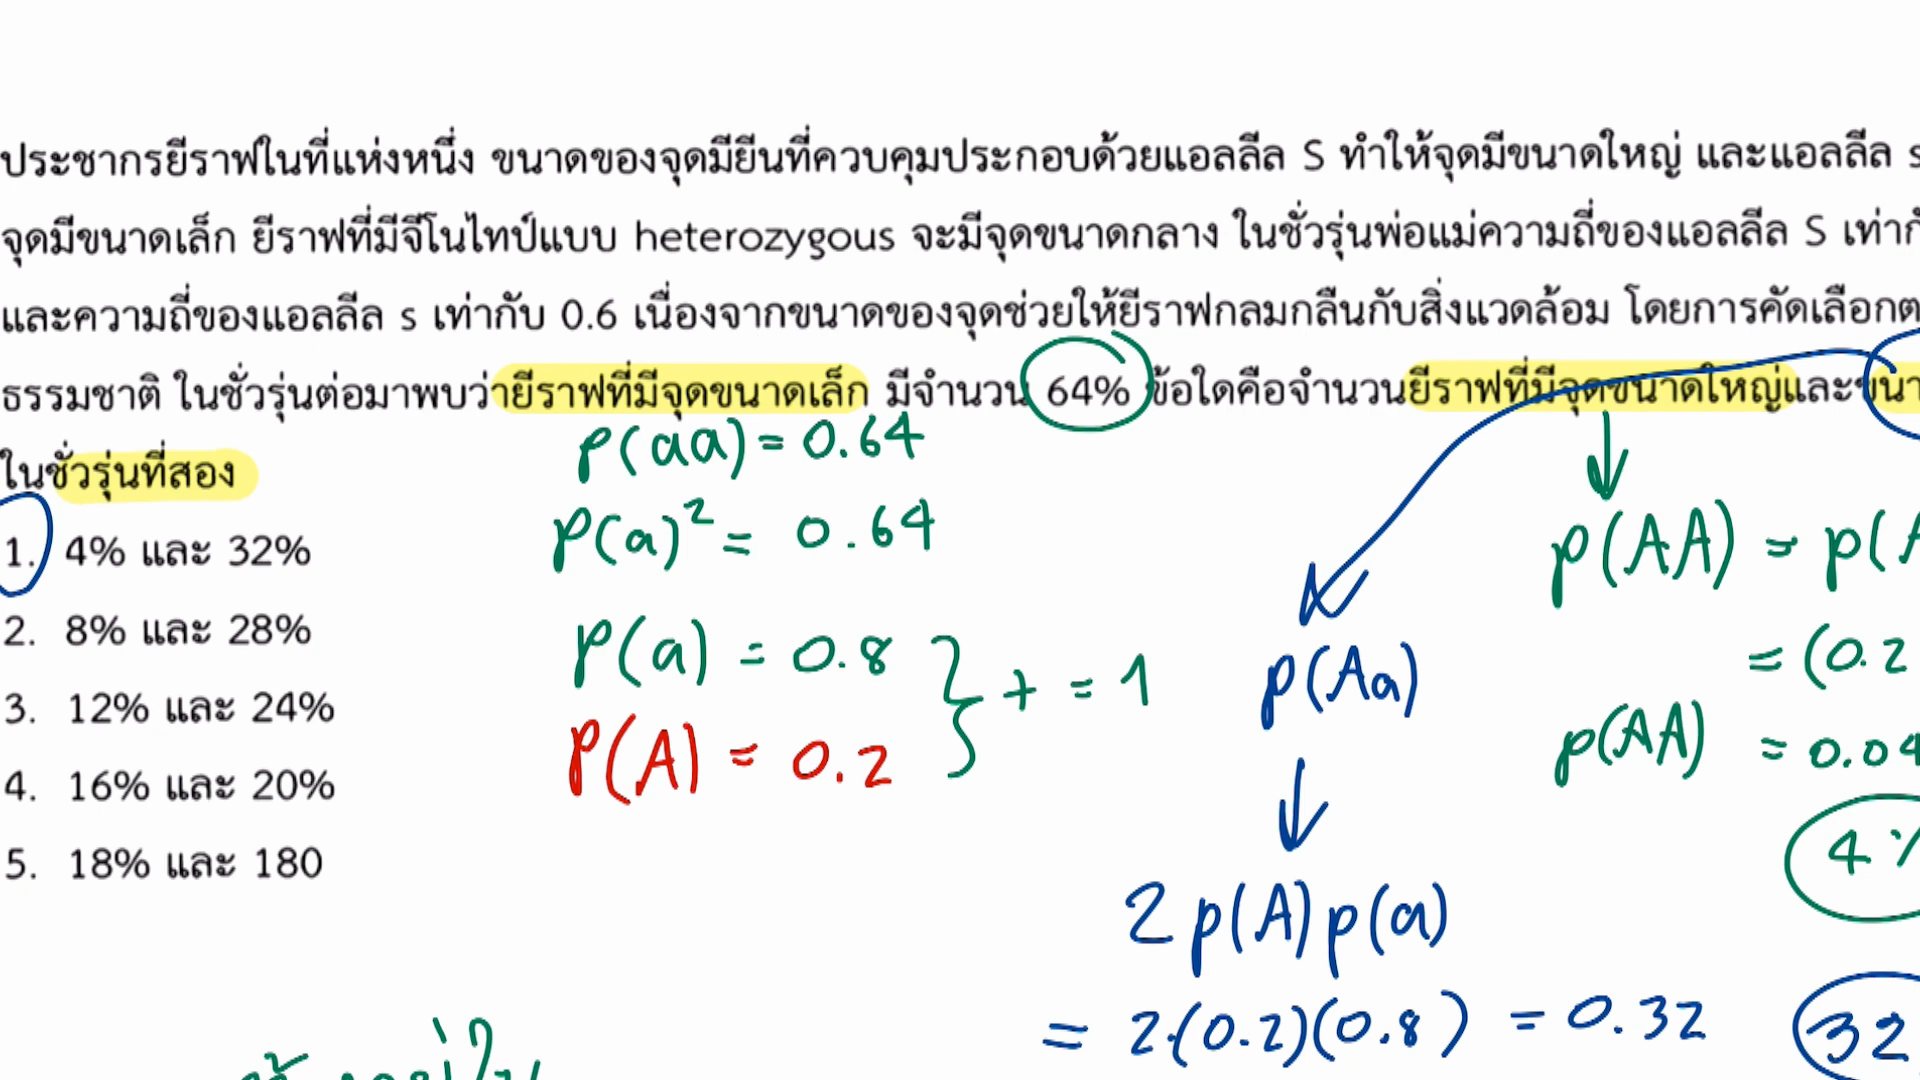 ประชากรยีราฟในที่แห่งหนึ่ง ขนาดของจุดมียีนที่ควบคุมประกอบด้วยแอลลีล S ทำให้จุดมีขนาดใหญ่ และแอลลีล s
จุดมีขนาดเล็ก ยีราฟที่มีจีโนไทป์แบบ heterozygous จะมีจุดขนาดกลาง ในชั่วรุ่นพ่อแม่ความถี่ของแอลลีล S เท่ากั
และความถี่ของแอลลีล s เท่ากับ 0.6 เนื่องจากขนาดของจุดช่วยให้ยีราฟกลมกลืนกับสิ่งแวดล้อม โดยการคัดเลือกต
ธรรมชาติ ในชั่วรุ่นต่อมาพบว่ายีราฟที่มีจุดขนาดเล็ก มีจำนวน 64% ข้อใดคือจำนวนยีราฟที่มีจุดขนาดใหญ่และขนา
ในชั่วรุ่นที่สอง
1. 4% และ 32%
2. 8% และ 28%
3. 12% และ 24%
4. 16% และ 20%
5. 18% และ 180
p(aa) = 0.64
p(a)² = 0.64
p(a) = 0.8
p(A) = 0.2
+ = 1
p(Aa)
2 p(A) p(a)
= 2·(0.2)(0.8) = 0.32
32
p(AA) = p(A
= (0.2
p(AA) = 0.04
4%